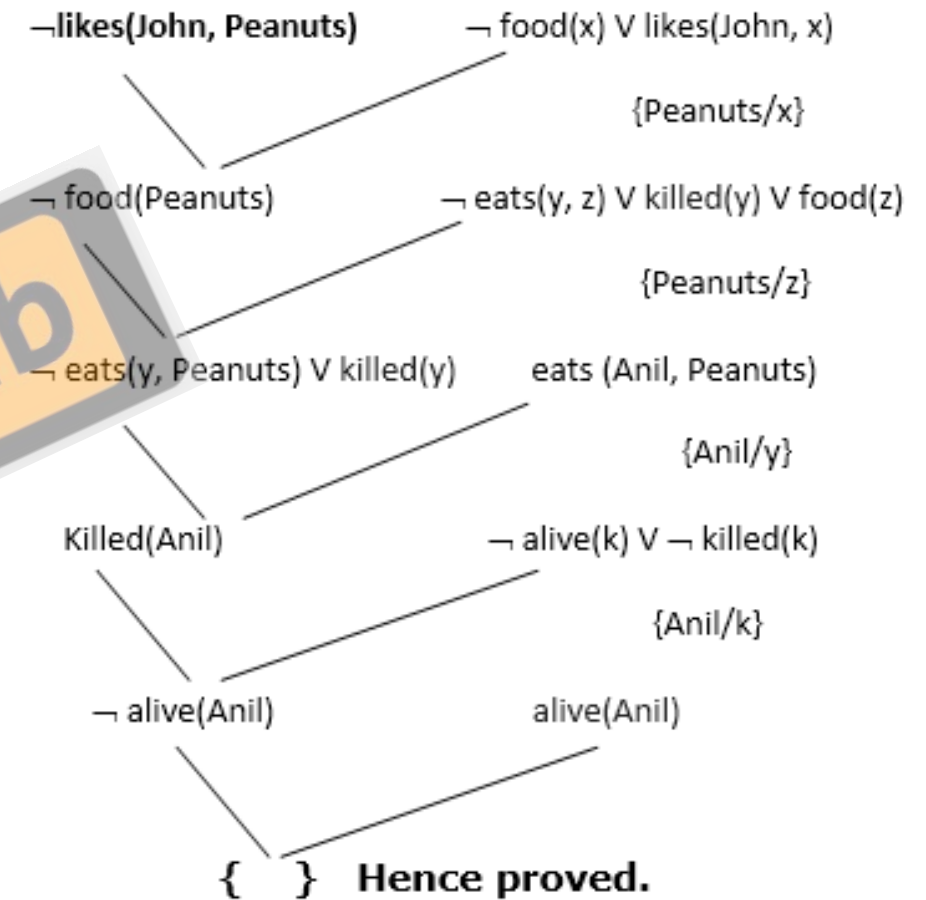 ¬likes(John, Peanuts) ¬ food(x) V likes(John, x)
{Peanuts/x}
¬ food(Peanuts) ¬ eats(y, z) V killed(y) V food(z)
{Peanuts/z}
¬ eats(y, Peanuts) V killed(y) eats (Anil, Peanuts)
{Anil/y}
Killed(Anil) ¬ alive(k) V ¬ killed(k)
{Anil/k}
¬ alive(Anil) alive(Anil)
{ } Hence proved.
b